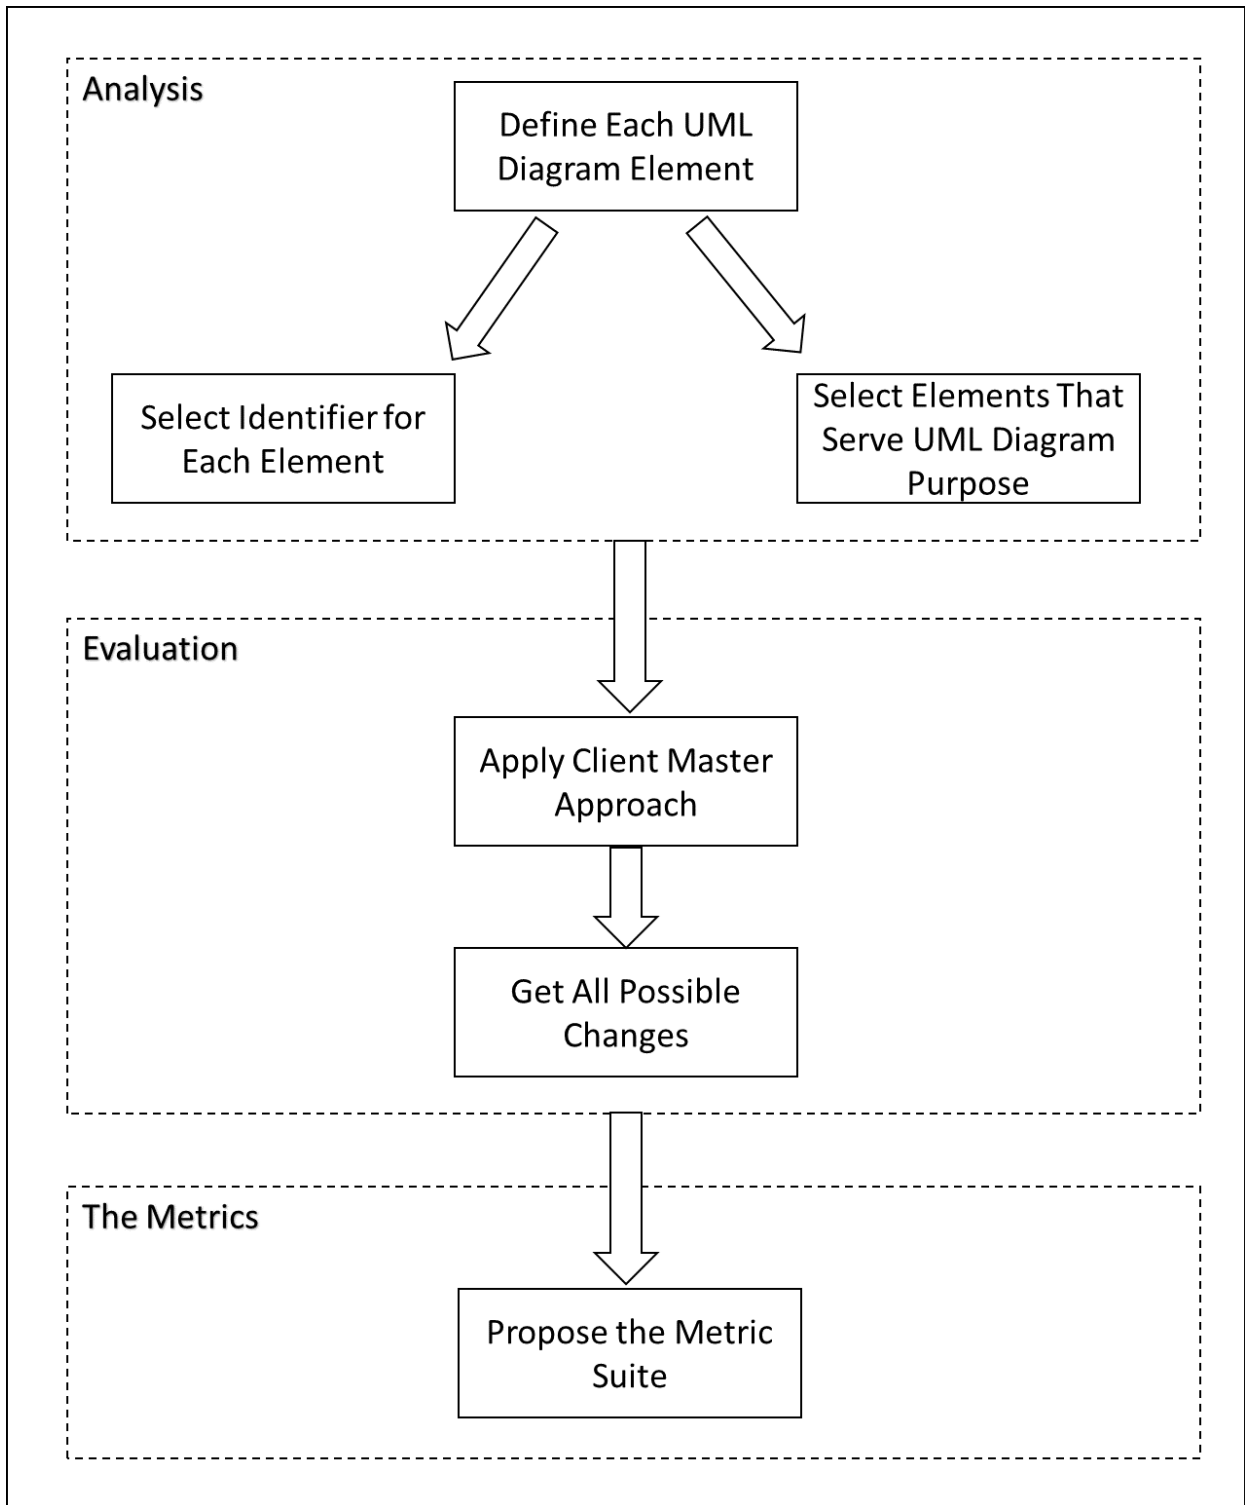 Analysis
Define Each UML
Diagram Element
Select Identifier for
Each Element
Select Elements That
Serve UML Diagram
Purpose
Evaluation
Apply Client Master
Approach
Get All Possible
Changes
The Metrics
Propose the Metric
Suite